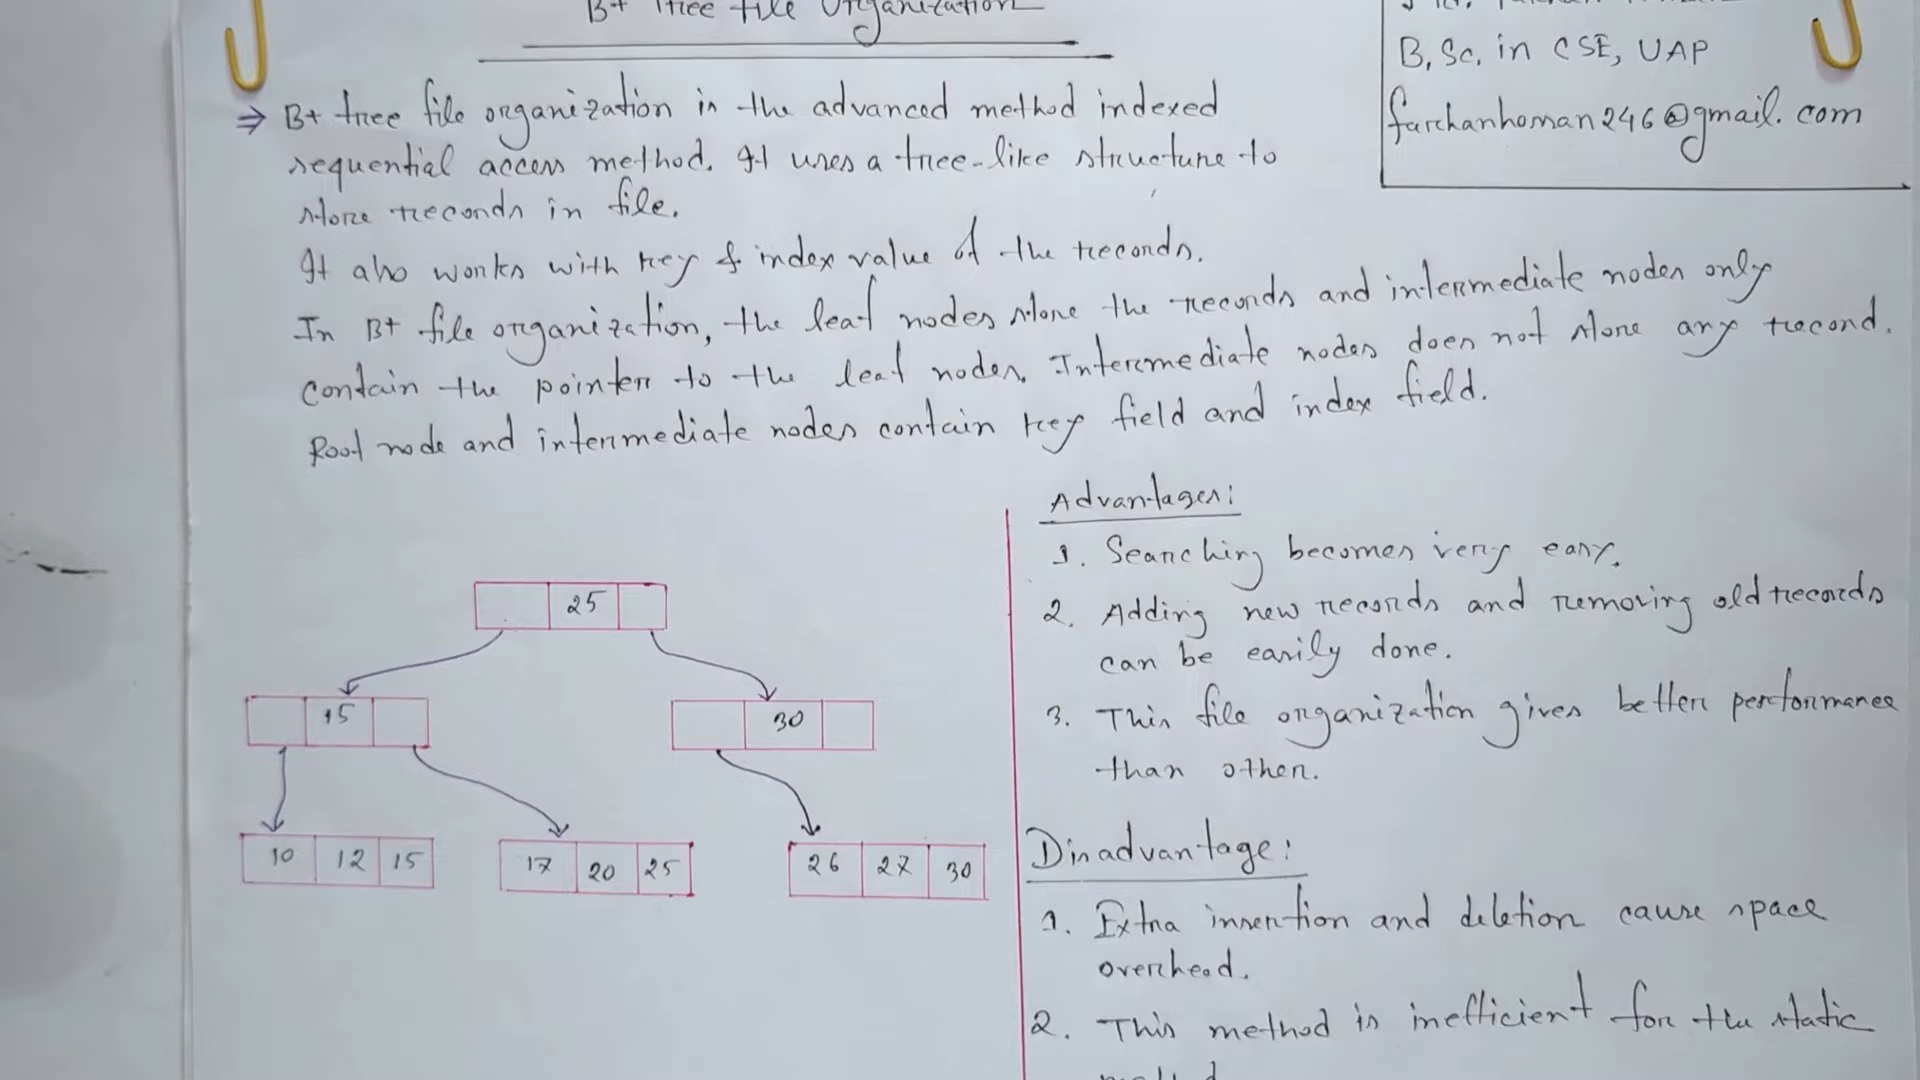 B+ Tree file Organization
B.Sc. in CSE, UAP
farhanhoman246@gmail.com
⇒ B+ tree file organization is the advanced method indexed
sequential access method. It uses a tree-like structure to
store records in file.
It also works with key & index value of the records.
In B+ file organization, the leaf nodes store the records and intermediate nodes only
contain the pointer to the leaf nodes. Intermediate nodes does not store any record.
Root node and intermediate nodes contain key field and index field.
25
15
30
10 12 15
17 20 25
26 27 30
Advantages:
1. Searching becomes very easy.
2. Adding new records and removing old records
can be easily done.
3. This file organization gives better performance
than other.
Disadvantage:
1. Extra insertion and deletion cause space
overhead.
2. This method is inefficient for the static